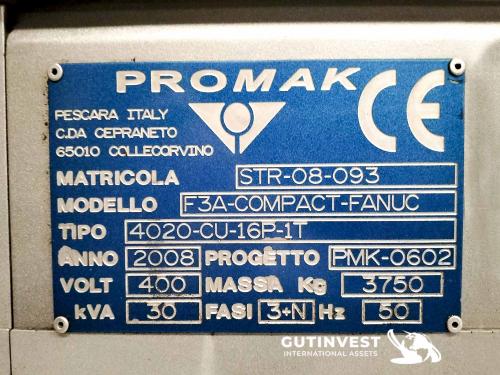 PROMAK
CE
PESCARA ITALY
C.DA CEPRANETO
65010 COLLECORVINO
MATRICOLA STR-08-093
MODELLO F3A-COMPACT-FANUC
TIPO 4020-CU-16P-1T
ANNO 2008 PROGETTO PMK-0602
VOLT 400 MASSA Kg 3750
kVA 30 FASI 3+N Hz 50
GUTINVEST
INTERNATIONAL ASSETS